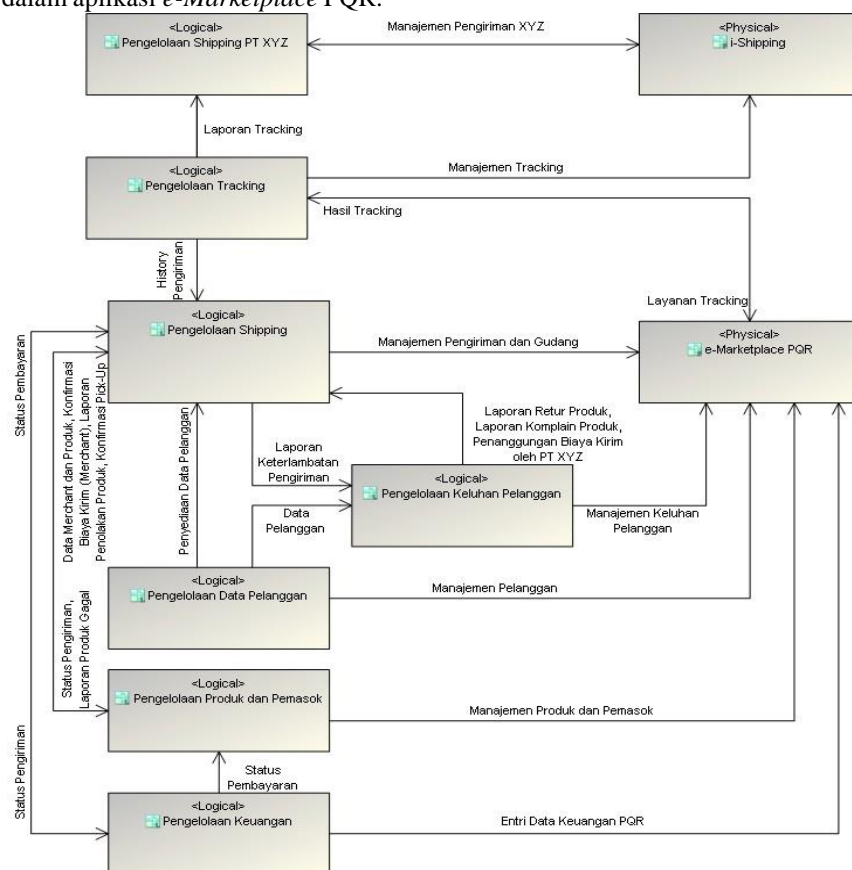 dalam aplikasi e-Marketplace PQR.
<Logical>
Pengelolaan Shipping PT XYZ
Manajemen Pengiriman XYZ
<Physical>
i-Shipping
Laporan Tracking
<Logical>
Pengelolaan Tracking
Manajemen Tracking
Hasil Tracking
History
Pengiriman
Layanan Tracking
<Logical>
Pengelolaan Shipping
Manajemen Pengiriman dan Gudang
<Physical>
e-Marketplace PQR
Status Pembayaran
Data Merchant dan Produk, Konfirmasi
Biaya Kirim (Merchant), Laporan
Penolakan Produk, Konfirmasi Pick-Up
Penyediaan Data Pelanggan
Laporan
Keterlambatan
Pengiriman
Laporan Retur Produk,
Laporan Komplain Produk,
Penanggungan Biaya Kirim
oleh PT XYZ
<Logical>
Pengelolaan Keluhan Pelanggan
Data
Pelanggan
Manajemen Keluhan
Pelanggan
<Logical>
Pengelolaan Data Pelanggan
Manajemen Pelanggan
Status Pengiriman,
Laporan Produk Gagal
<Logical>
Pengelolaan Produk dan Pemasok
Manajemen Produk dan Pemasok
Status Pengiriman
Status
Pembayaran
<Logical>
Pengelolaan Keuangan
Entri Data Keuangan PQR